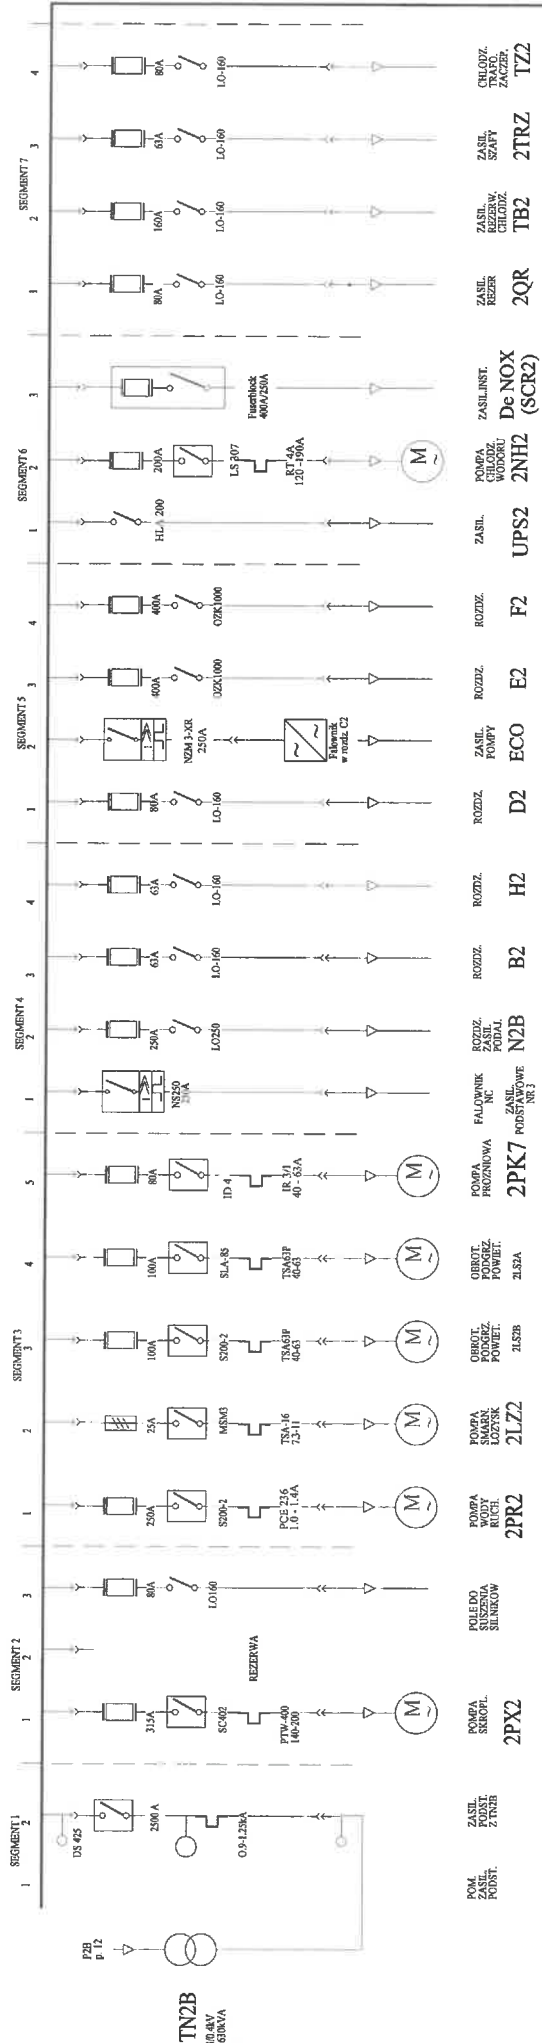 SEGMENT 1
1
2
SEGMENT 2
1
2
3
SEGMENT 3
1
2
3
4
5
SEGMENT 4
1
2
3
4
SEGMENT 5
1
2
3
4
SEGMENT 6
1
2
3
SEGMENT 7
1
2
3
4
P2B
p. 12
TN2B
630kVA
DS 425
2500 A
0.9-1.25kA
315A
SC402
PTW-400
140-200
REZERWA
80A
LO160
250A
S200-2
PCE 236
1.0 - 1.4A
25A
MSM3
TSA-16
7,3-11
100A
S200-2
TSA63P
40-63
100A
SLA-85
TSA63P
40-63
80A
ID 4
IR 3/1
40 - 63A
NS250
250A
LO250
63A
LO-160
63A
LO-160
80A
LO-160
NZM 3-XR
250A
Falownik
w rozdz. C2
400A
OZK1000
400A
OZK1000
200
200A
LS 307
RT 4A
120 -190A
Fuserblock
400A/250A
80A
LO-160
160A
LO-160
63A
LO-160
80A
LO-160
M
~
M
~
M
~
M
~
M
~
M
~
M
~
POM.
ZASIL.
PODST.
ZASIL.
PODST.
Z TN2B
POMPA
SKROPL.
2PX2
POLE DO
SUSZENIA
SILNIKÓW
POMPA
WODY
RUCH.
2PR2
POMPA
SMARN.
ŁOŻYSK
2LZ2
OBROT.
PODGRZ.
POWIET.
2LS2B
OBROT.
PODGRZ.
POWIET.
2LS2A
POMPA
PRÓŻNIOWA
2PK7
FALOWNIK
NC
ZASIL.
PODSTAWOWE
NR 3
ROZDZ.
ZASIL.
PODAJ.
N2B
ROZDZ.
B2
ROZDZ.
H2
ROZDZ.
D2
ZASIL.
POMPY
ECO
ROZDZ.
E2
ROZDZ.
F2
ZASIL.
UPS2
POMPA
CHŁODZ.
WODORU
2NH2
ZASIL.INST.
De NOX
(SCR2)
ZASIL.
REZER
2QR
ZASIL.
REZERW.
CHŁODZ.
TB2
ZASIL.
SZAFY
2TRZ
CHŁODZ.
TRAFO.
ZACZEP.
TZ2